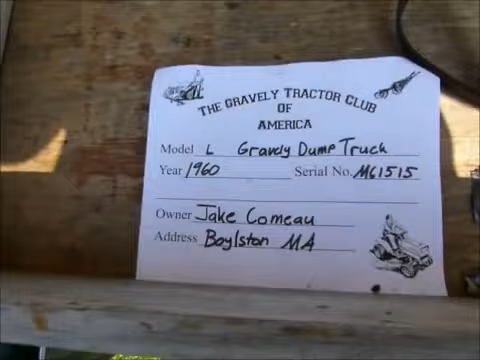 THE GRAVELY TRACTOR CLUB
OF
AMERICA
Model L Gravely Dump Truck
Year 1960 Serial No. M61515
Owner Jake Comeau
Address Boylston MA